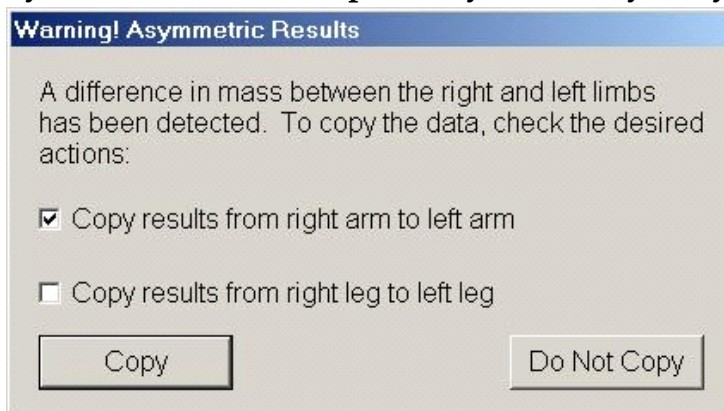 Warning! Asymmetric Results
A difference in mass between the right and left limbs
has been detected. To copy the data, check the desired
actions:
Copy results from right arm to left arm
Copy results from right leg to left leg
Copy
Do Not Copy